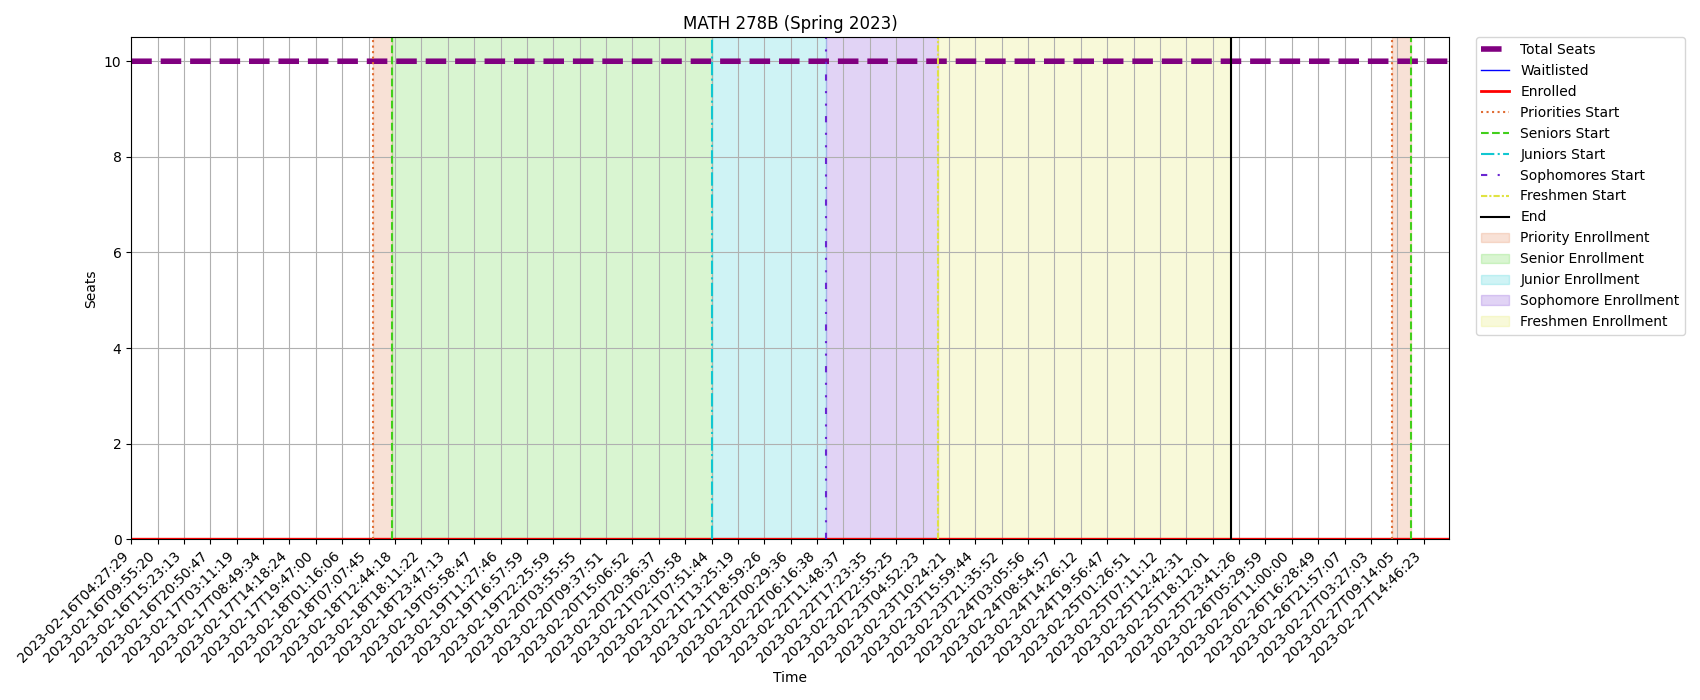 MATH 278B (Spring 2023)
10
8
6
4
2
0
Seats
Total Seats
Waitlisted
Enrolled
Priorities Start
Seniors Start
Juniors Start
Sophomores Start
Freshmen Start
End
Priority Enrollment
Senior Enrollment
Junior Enrollment
Sophomore Enrollment
Freshmen Enrollment
2023-02-16T04:27:29
2023-02-16T09:55:20
2023-02-16T15:23:13
2023-02-16T20:50:47
2023-02-17T03:11:19
2023-02-17T08:49:34
2023-02-17T14:18:24
2023-02-17T19:47:00
2023-02-18T01:16:06
2023-02-18T07:07:45
2023-02-18T12:44:18
2023-02-18T18:11:22
2023-02-18T23:47:13
2023-02-19T05:58:47
2023-02-19T11:27:46
2023-02-19T16:57:59
2023-02-19T22:25:59
2023-02-20T03:55:55
2023-02-20T09:37:51
2023-02-20T15:06:52
2023-02-20T20:36:37
2023-02-21T02:05:58
2023-02-21T07:51:44
2023-02-21T13:25:19
2023-02-21T18:59:26
2023-02-22T00:29:36
2023-02-22T06:16:38
2023-02-22T11:48:37
2023-02-22T17:23:35
2023-02-22T22:55:25
2023-02-23T04:52:23
2023-02-23T10:24:21
2023-02-23T15:59:44
2023-02-23T21:35:52
2023-02-24T03:05:56
2023-02-24T08:54:57
2023-02-24T14:26:12
2023-02-24T19:56:47
2023-02-25T01:26:51
2023-02-25T07:11:12
2023-02-25T12:42:31
2023-02-25T18:12:01
2023-02-25T23:41:26
2023-02-26T05:29:59
2023-02-26T11:00:00
2023-02-26T16:28:49
2023-02-26T21:57:07
2023-02-27T03:27:03
2023-02-27T09:14:05
2023-02-27T14:46:23
Time